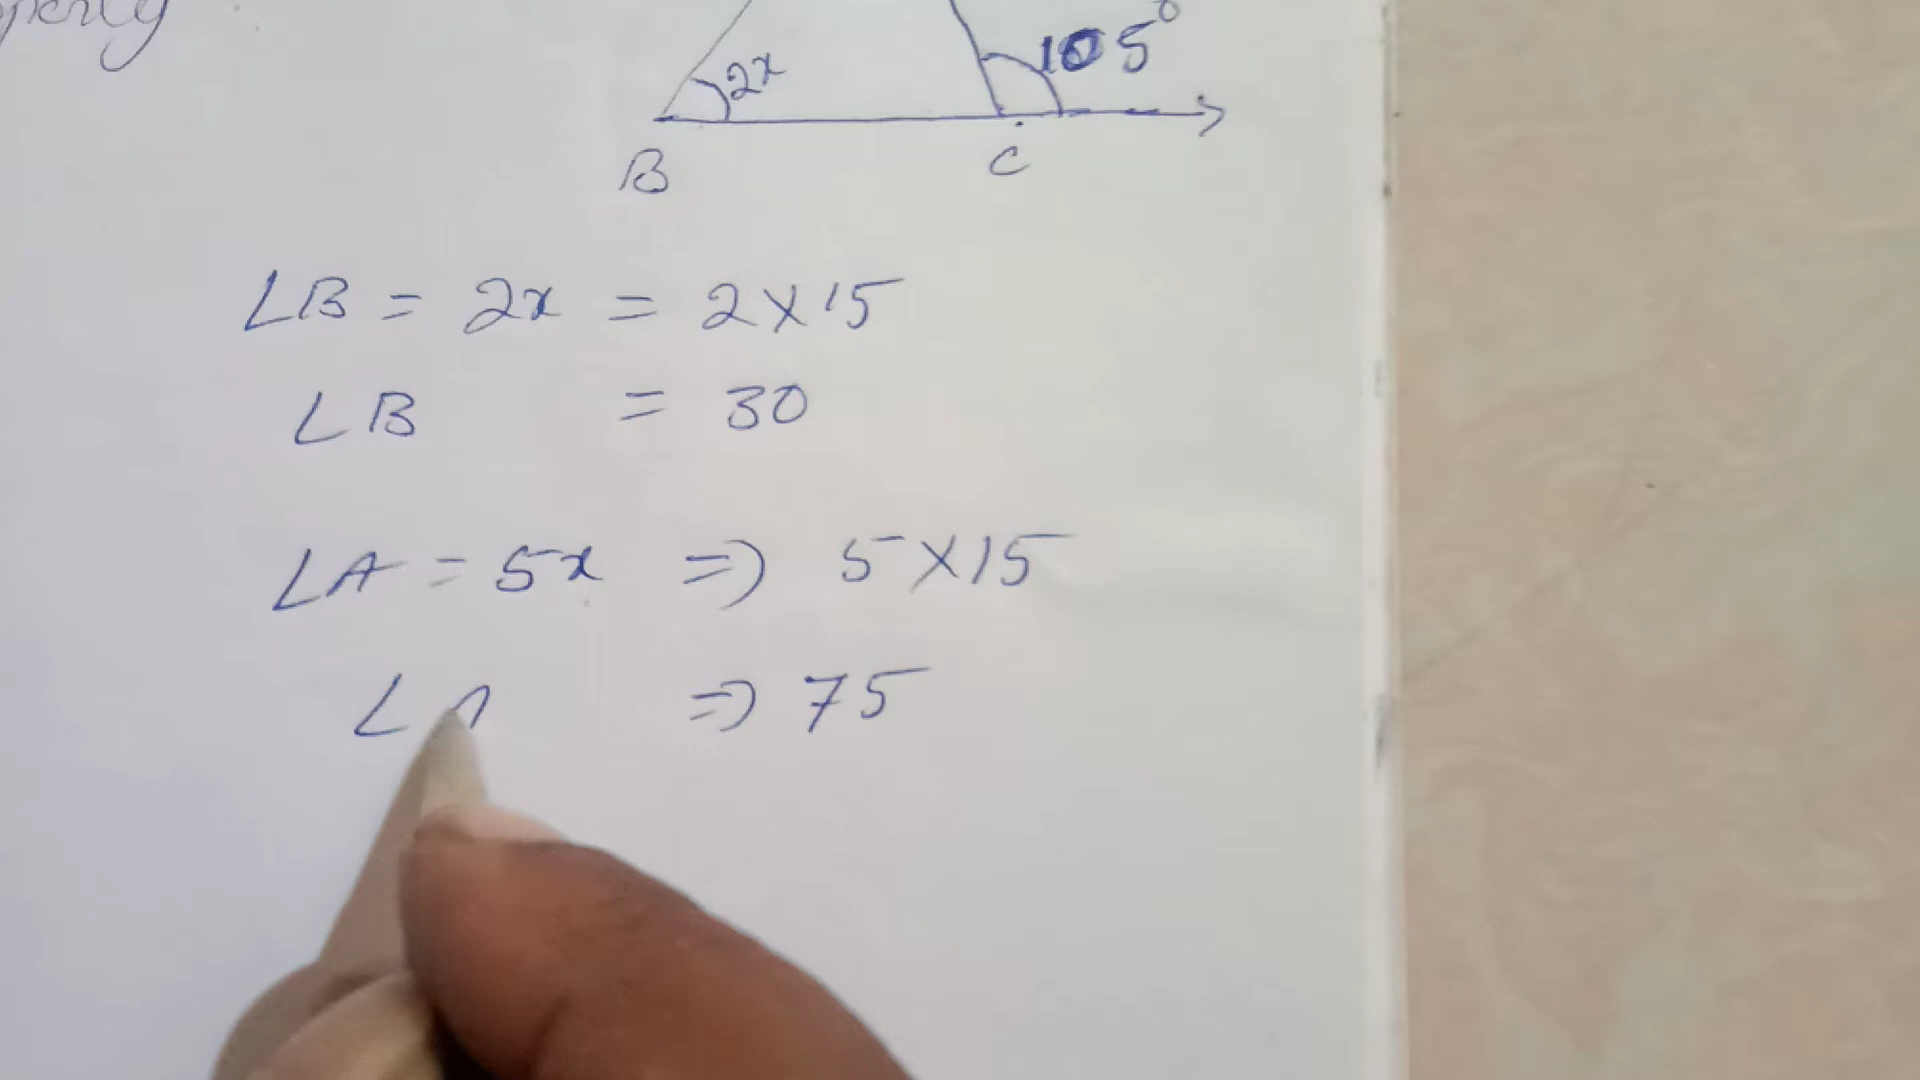 105°
2x
B
C
∠B = 2x = 2×15
∠B = 30
∠A = 5x => 5×15
∠A => 75